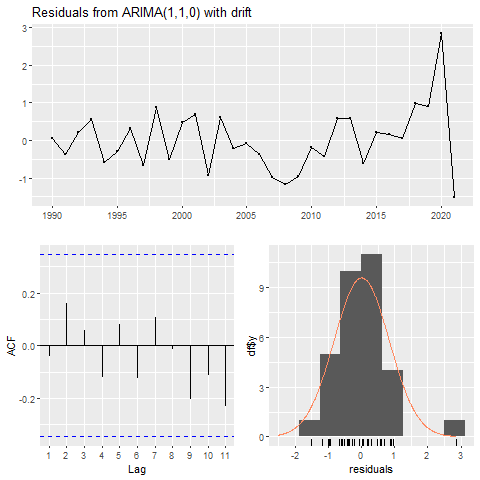 Residuals from ARIMA(1,1,0) with drift
3
2
1
0
-1
1990
1995
2000
2005
2010
2015
2020
ACF
0.2
0.0
-0.2
1 2 3 4 5 6 7 8 9 10 11
Lag
df$y
9
6
3
0
-2 -1 0 1 2 3
residuals